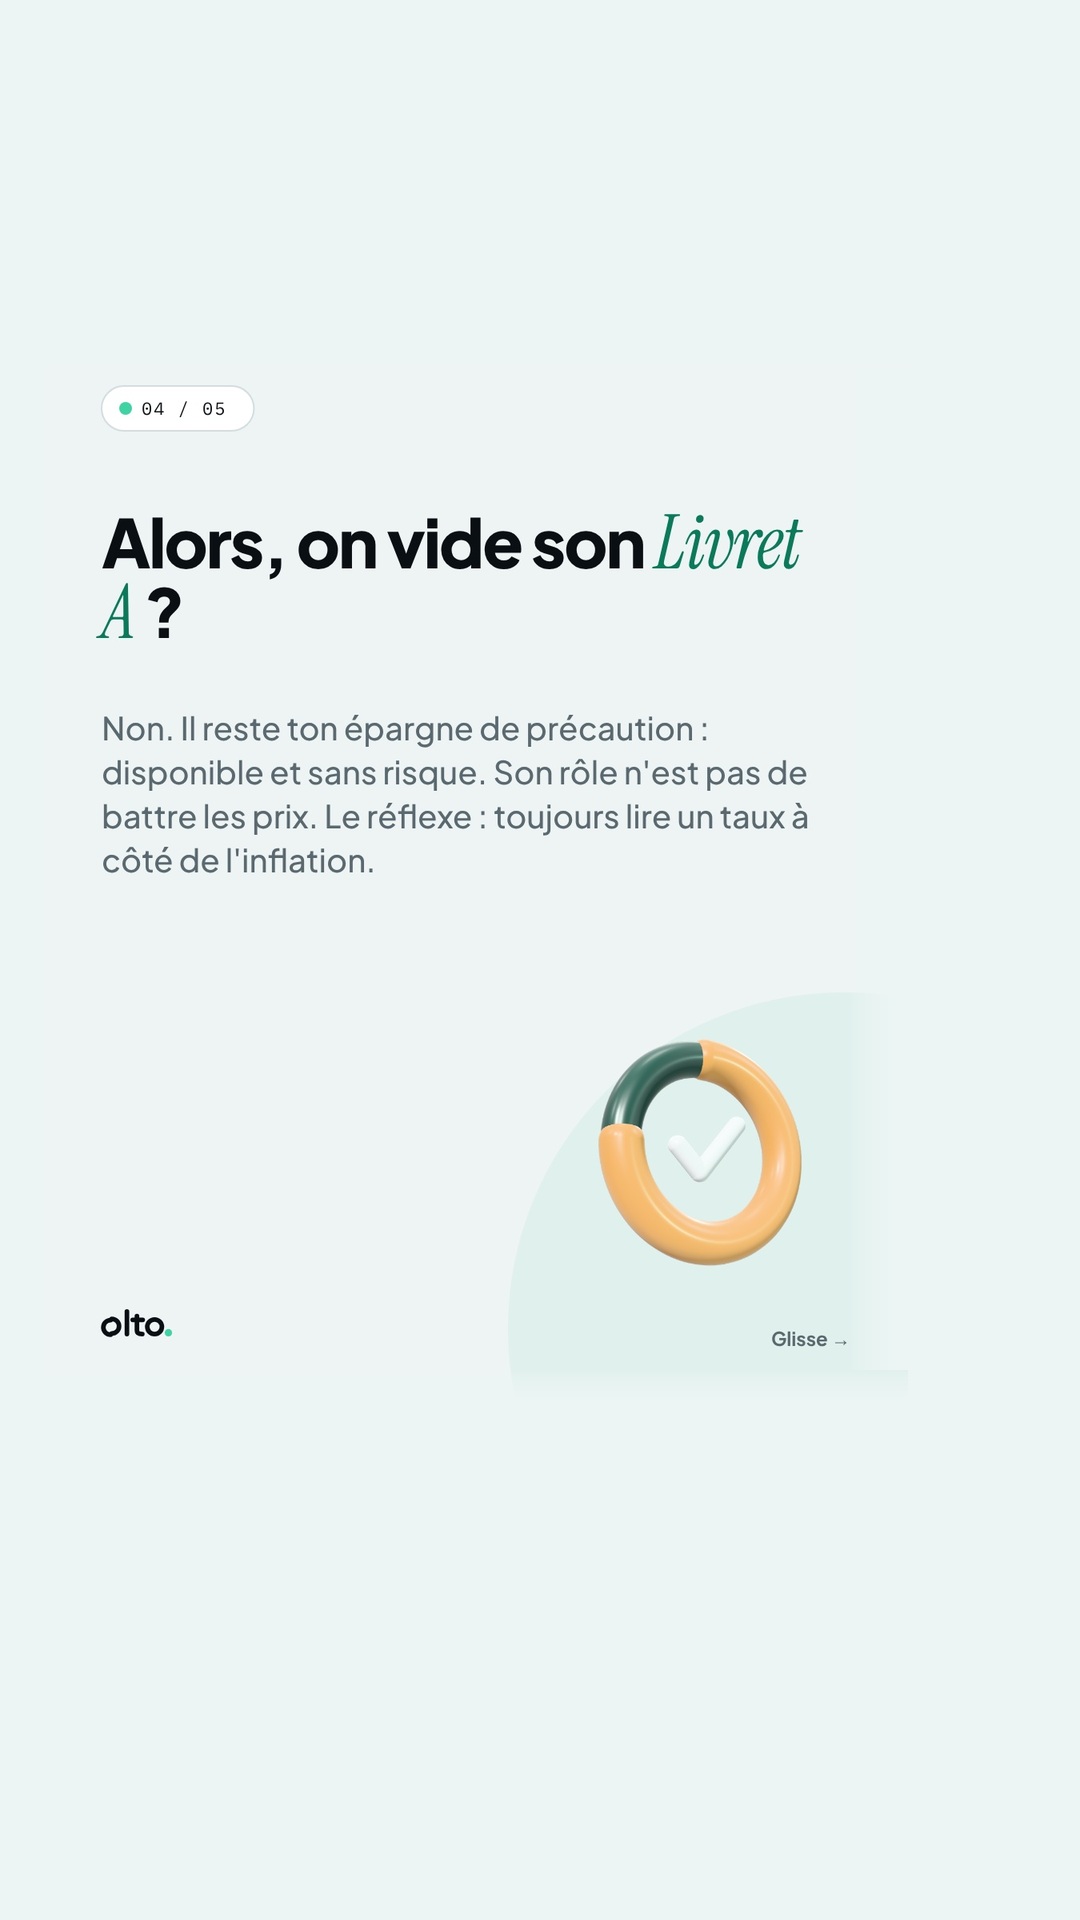 04 / 05
Alors, on vide son Livret
A ?
Non. Il reste ton épargne de précaution :
disponible et sans risque. Son rôle n'est pas de
battre les prix. Le réflexe : toujours lire un taux à
côté de l'inflation.
olto.
Glisse →